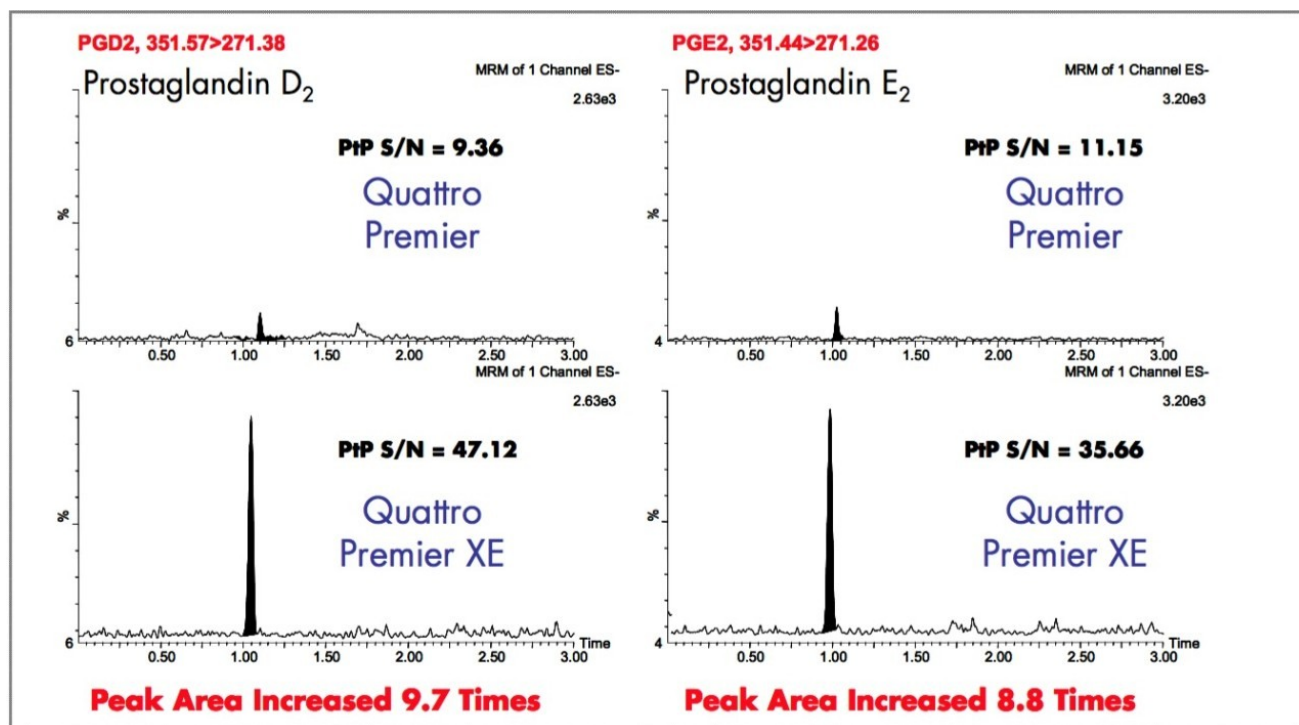 PGD2, 351.57>271.38
Prostaglandin D₂
MRM of 1 Channel ES-
2.63e3
PtP S/N = 9.36
Quattro
Premier
%
6
0.50 1.00 1.50 2.00 2.50 3.00
PGE2, 351.44>271.26
Prostaglandin E₂
MRM of 1 Channel ES-
3.20e3
PtP S/N = 11.15
Quattro
Premier
%
4
0.50 1.00 1.50 2.00 2.50 3.00
MRM of 1 Channel ES-
2.63e3
PtP S/N = 47.12
Quattro
Premier XE
%
6
Time
0.50 1.00 1.50 2.00 2.50 3.00
Peak Area Increased 9.7 Times
MRM of 1 Channel ES-
3.20e3
PtP S/N = 35.66
Quattro
Premier XE
%
4
Time
0.50 1.00 1.50 2.00 2.50 3.00
Peak Area Increased 8.8 Times